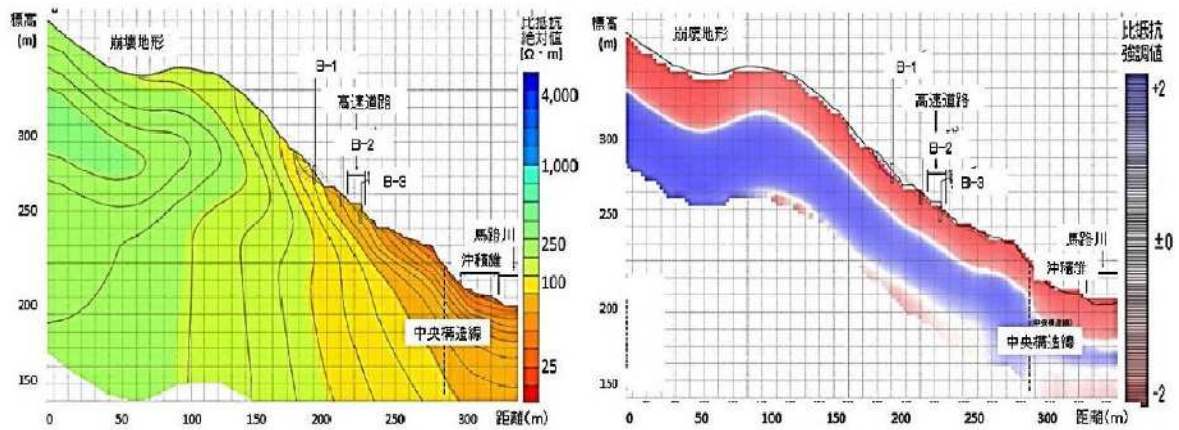 標高
(m)
崩壊地形
B-1
高速道路
B-2
B-3
馬路川
沖積錐
中央構造線
300
250
200
150
0
50
100
150
200
250
300
距離(m)
比抵抗
絶対値
[Ω・m]
4,000
1,000
250
100
25
標高
(m)
崩壊地形
B-1
高速道路
B-2
B-3
馬路川
沖積錐
(中央構造線)
中央構造線
300
250
200
150
0
50
100
150
200
250
300
距離(m)
比抵抗
強調値
+2
±0
-2